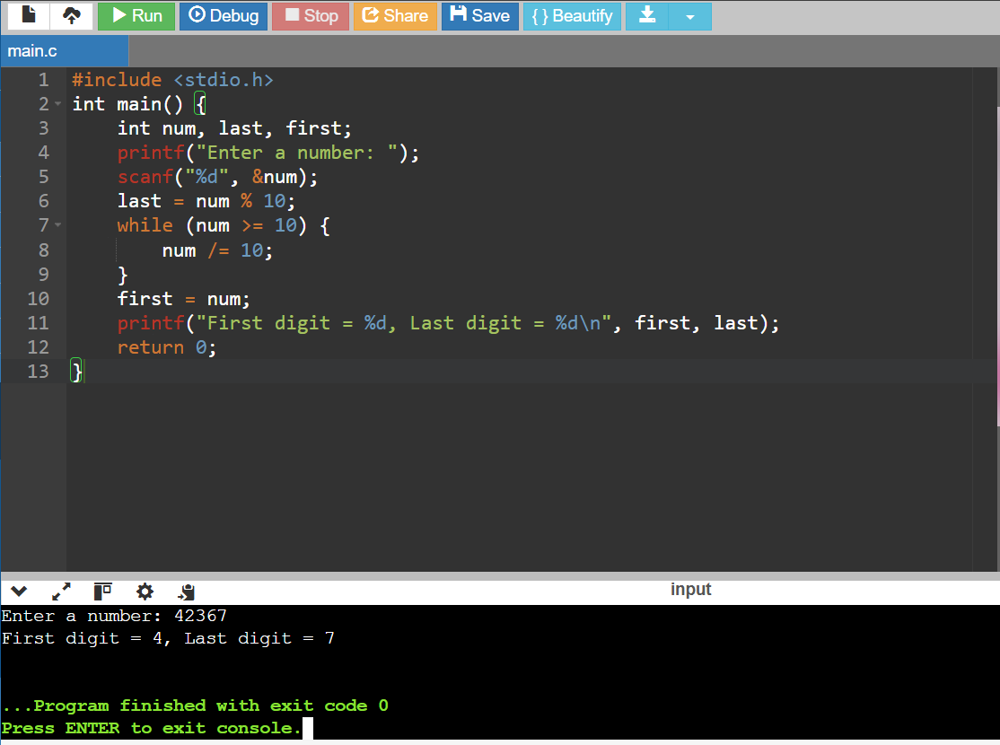 Run Debug Stop Share Save { } Beautify
main.c
1 #include <stdio.h>
2 int main() {
3     int num, last, first;
4     printf("Enter a number: ");
5     scanf("%d", &num);
6     last = num % 10;
7     while (num >= 10) {
8         num /= 10;
9     }
10     first = num;
11     printf("First digit = %d, Last digit = %d\n", first, last);
12     return 0;
13 }
input
Enter a number: 42367
First digit = 4, Last digit = 7
...Program finished with exit code 0
Press ENTER to exit console.